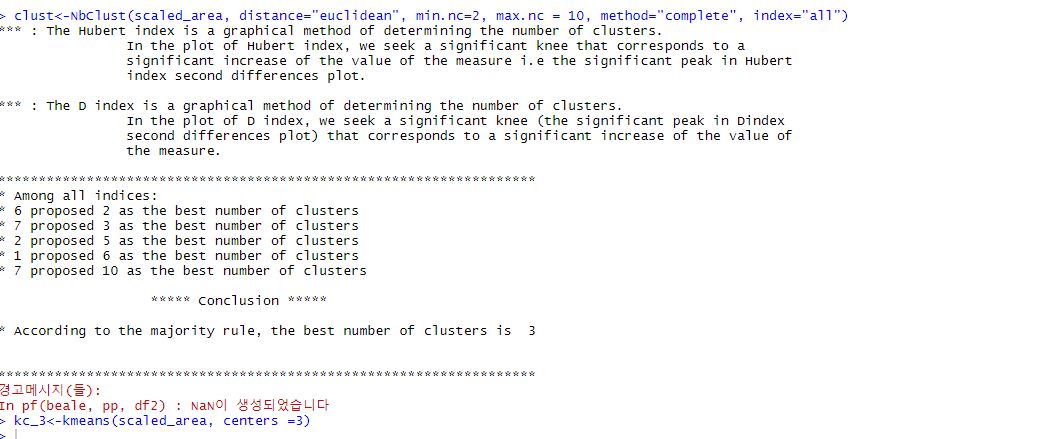 > clust<-NbClust(scaled_area, distance="euclidean", min.nc=2, max.nc = 10, method="complete", index="all")
*** : The Hubert index is a graphical method of determining the number of clusters.
In the plot of Hubert index, we seek a significant knee that corresponds to a
significant increase of the value of the measure i.e the significant peak in Hubert
index second differences plot.
*** : The D index is a graphical method of determining the number of clusters.
In the plot of D index, we seek a significant knee (the significant peak in Dindex
second differences plot) that corresponds to a significant increase of the value of
the measure.
*******************************************************************
* Among all indices:
* 6 proposed 2 as the best number of clusters
* 7 proposed 3 as the best number of clusters
* 2 proposed 5 as the best number of clusters
* 1 proposed 6 as the best number of clusters
* 7 proposed 10 as the best number of clusters
***** Conclusion *****
* According to the majority rule, the best number of clusters is  3
*******************************************************************
경고메시지(들):
In pf(beale, pp, df2) : NaN이 생성되었습니다
> kc_3<-kmeans(scaled_area, centers =3)
>